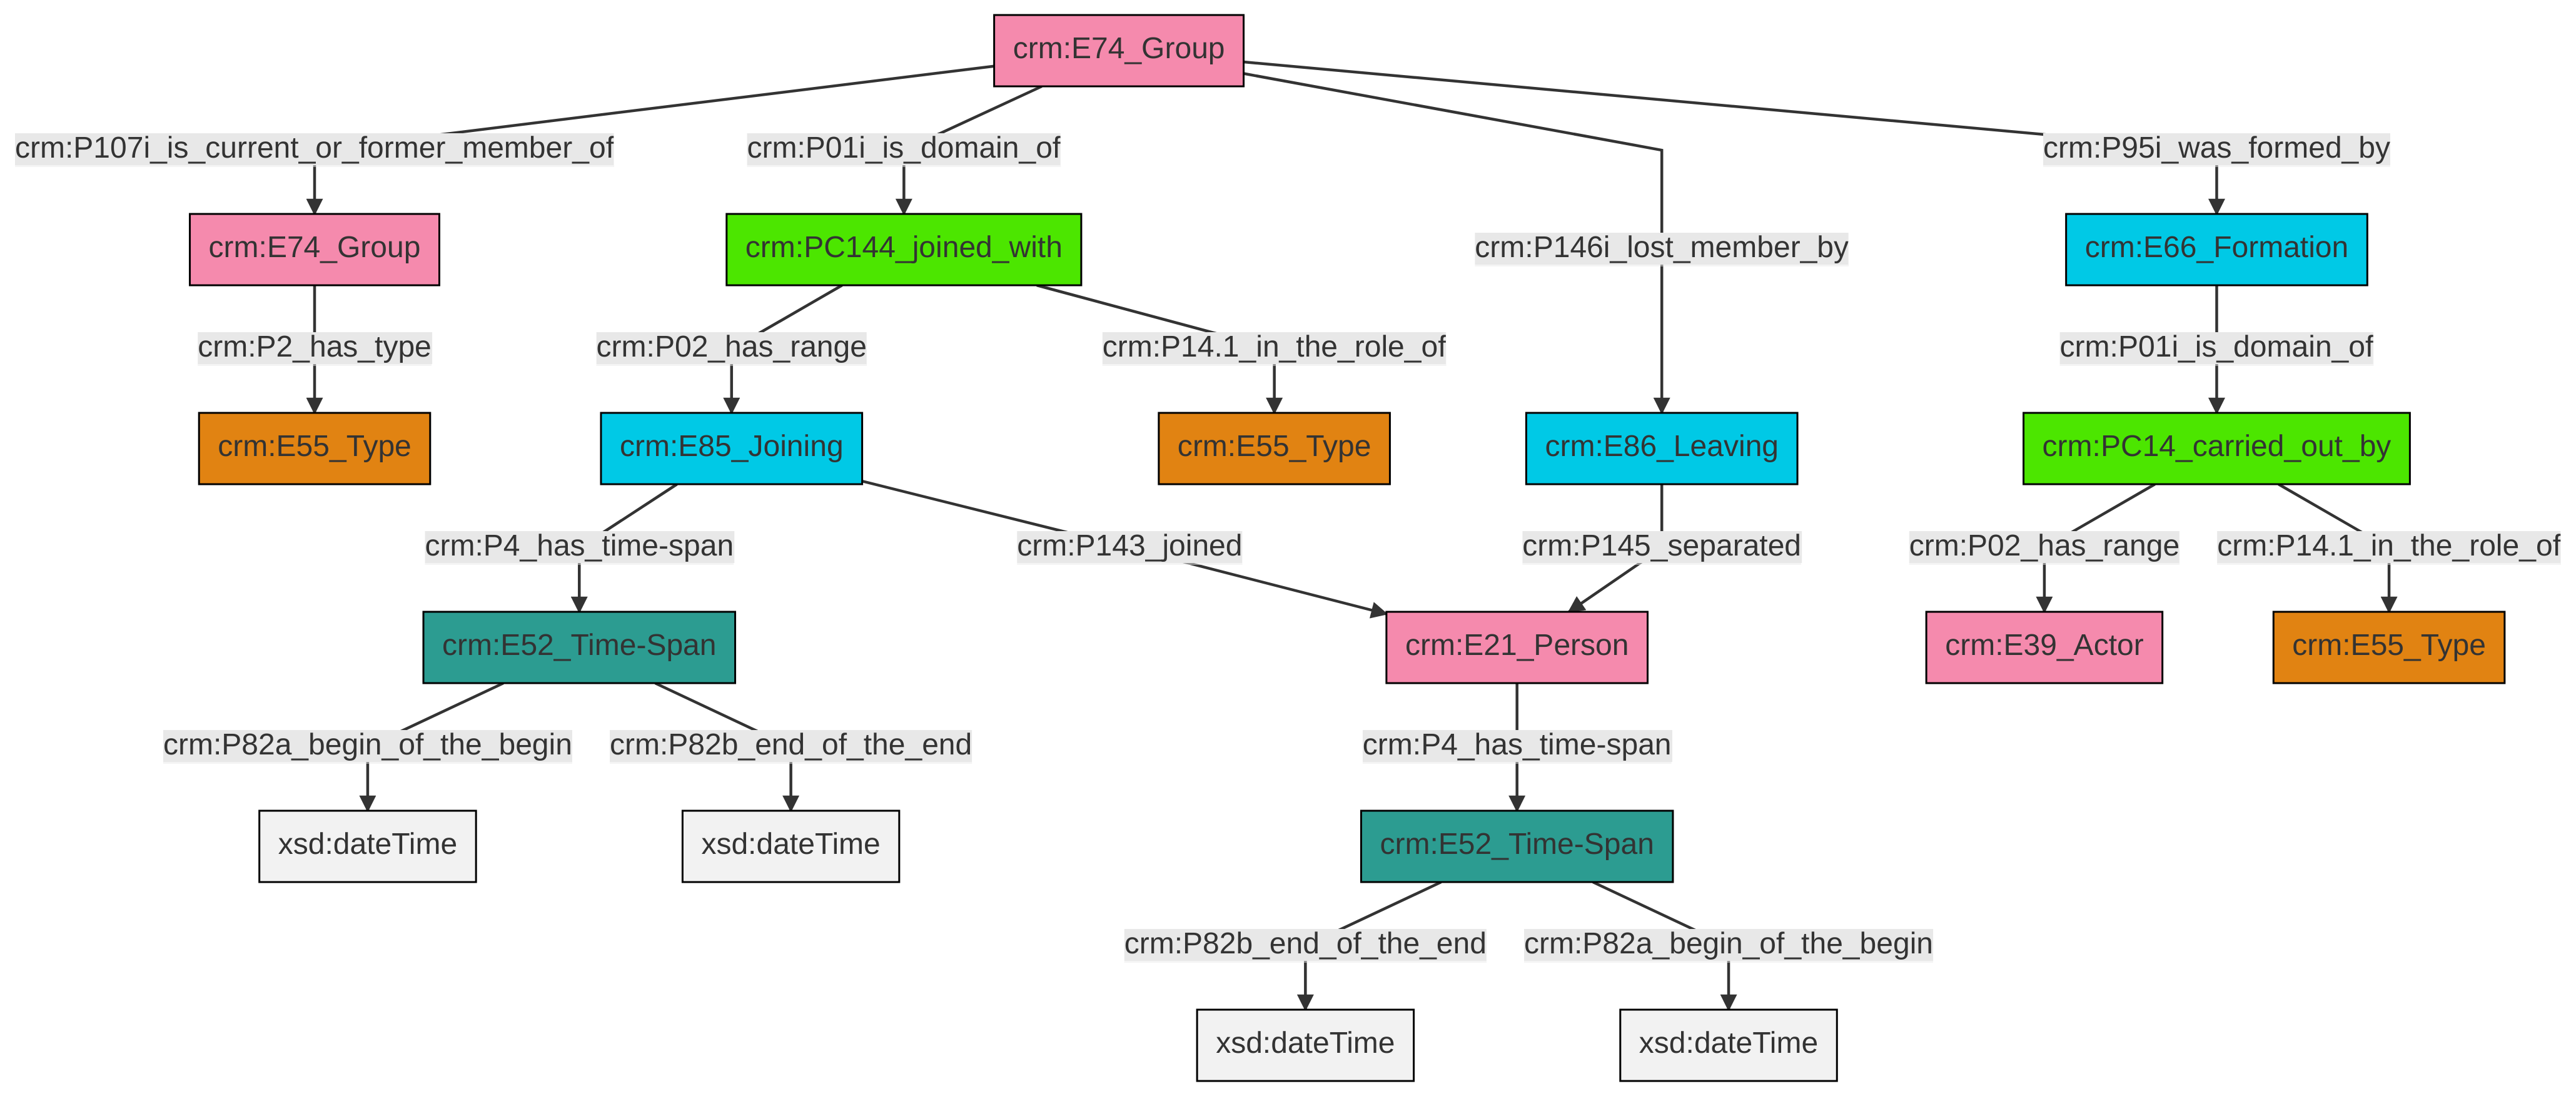 crm:E74_Group
crm:P107i_is_current_or_former_member_of
crm:P01i_is_domain_of
crm:P95i_was_formed_by
crm:E74_Group
crm:PC144_joined_with
crm:P146i_lost_member_by
crm:E66_Formation
crm:P2_has_type
crm:P02_has_range
crm:P14.1_in_the_role_of
crm:P01i_is_domain_of
crm:E55_Type
crm:E85_Joining
crm:E55_Type
crm:E86_Leaving
crm:PC14_carried_out_by
crm:P4_has_time-span
crm:P143_joined
crm:P145_separated
crm:P02_has_range
crm:P14.1_in_the_role_of
crm:E52_Time-Span
crm:E21_Person
crm:E39_Actor
crm:E55_Type
crm:P82a_begin_of_the_begin
crm:P82b_end_of_the_end
crm:P4_has_time-span
xsd:dateTime
xsd:dateTime
crm:E52_Time-Span
crm:P82b_end_of_the_end
crm:P82a_begin_of_the_begin
xsd:dateTime
xsd:dateTime